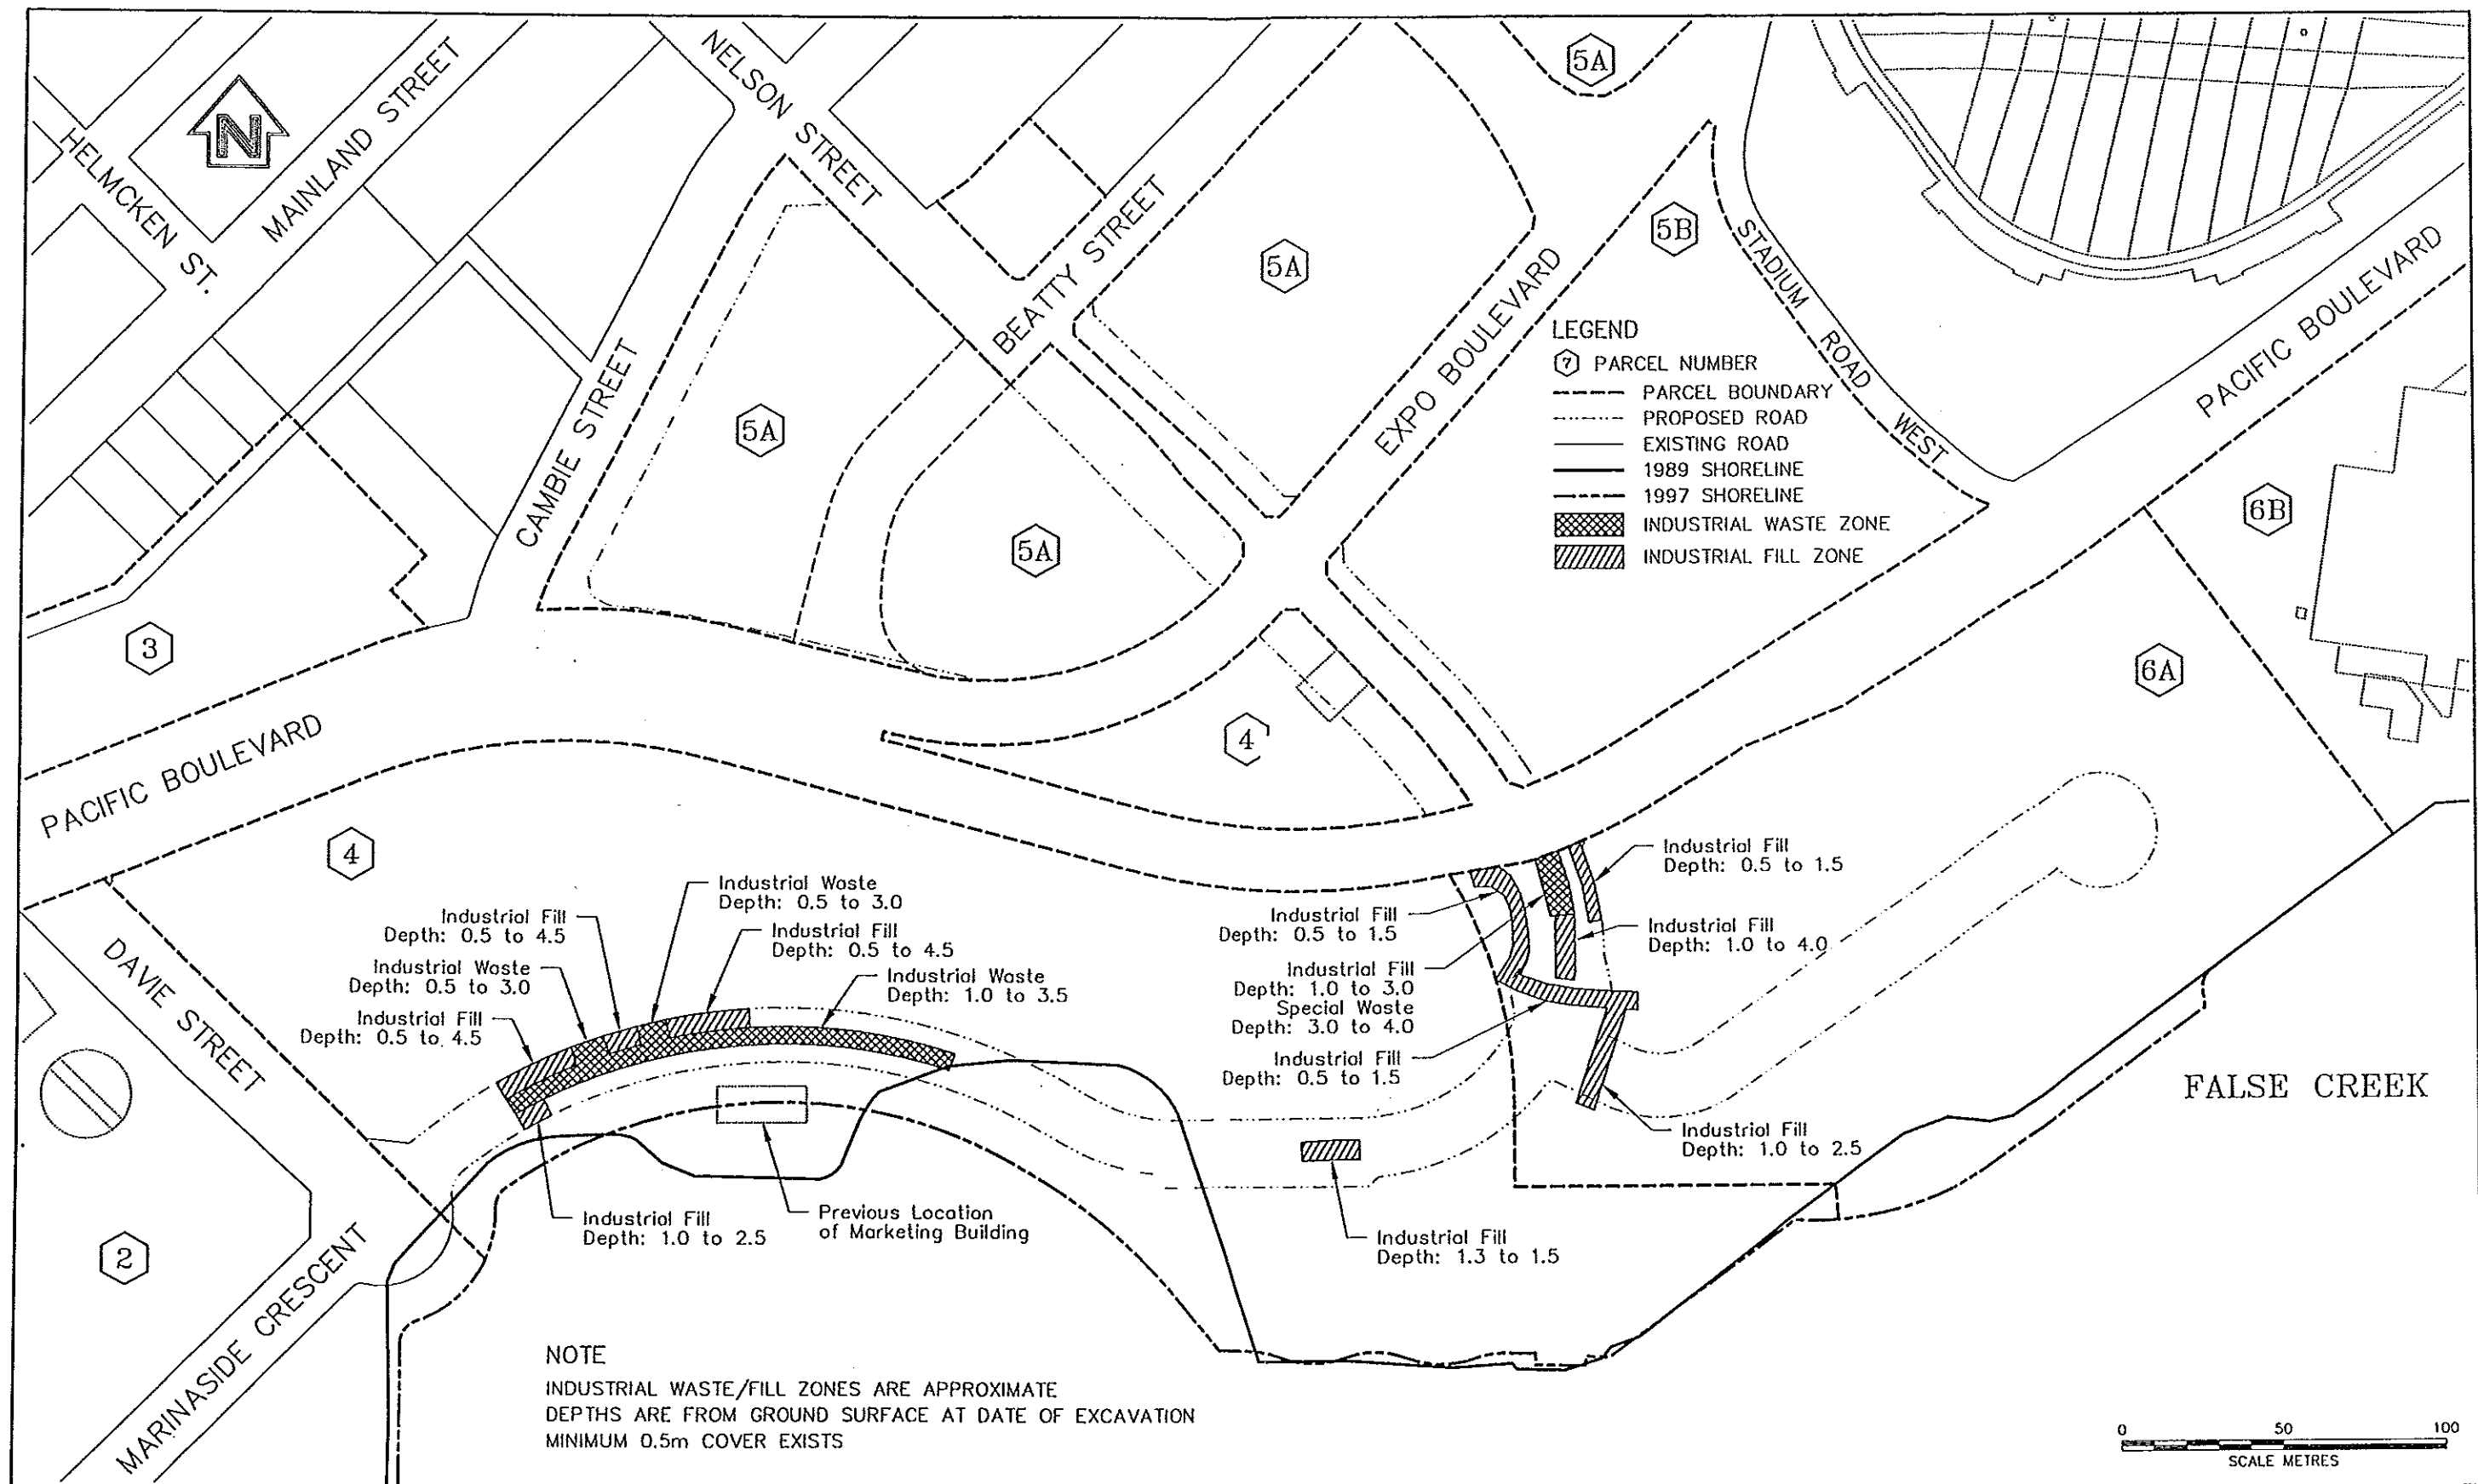 N
HELMCKEN ST.
MAINLAND STREET
NELSON STREET
CAMBIE STREET
BEATTY STREET
EXPO BOULEVARD
STADIUM ROAD WEST
PACIFIC BOULEVARD
5A
5A
5B
5A
5A
6B
6A
3
4
4
2
LEGEND
7 PARCEL NUMBER
PARCEL BOUNDARY
PROPOSED ROAD
EXISTING ROAD
1989 SHORELINE
1997 SHORELINE
INDUSTRIAL WASTE ZONE
INDUSTRIAL FILL ZONE
PACIFIC BOULEVARD
DAVIE STREET
MARINASIDE CRESCENT
Industrial Waste
Depth: 0.5 to 3.0
Industrial Fill
Depth: 0.5 to 4.5
Industrial Fill
Depth: 0.5 to 4.5
Industrial Waste
Depth: 0.5 to 3.0
Industrial Waste
Depth: 1.0 to 3.5
Industrial Fill
Depth: 0.5 to 4.5
Industrial Fill
Depth: 1.0 to 2.5
Previous Location
of Marketing Building
Industrial Fill
Depth: 0.5 to 1.5
Industrial Fill
Depth: 0.5 to 1.5
Industrial Fill
Depth: 1.0 to 4.0
Industrial Fill
Depth: 1.0 to 3.0
Special Waste
Depth: 3.0 to 4.0
Industrial Fill
Depth: 0.5 to 1.5
Industrial Fill
Depth: 1.0 to 2.5
Industrial Fill
Depth: 1.3 to 1.5
FALSE CREEK
NOTE
INDUSTRIAL WASTE/FILL ZONES ARE APPROXIMATE
DEPTHS ARE FROM GROUND SURFACE AT DATE OF EXCAVATION
MINIMUM 0.5m COVER EXISTS
0 50 100
SCALE METRES